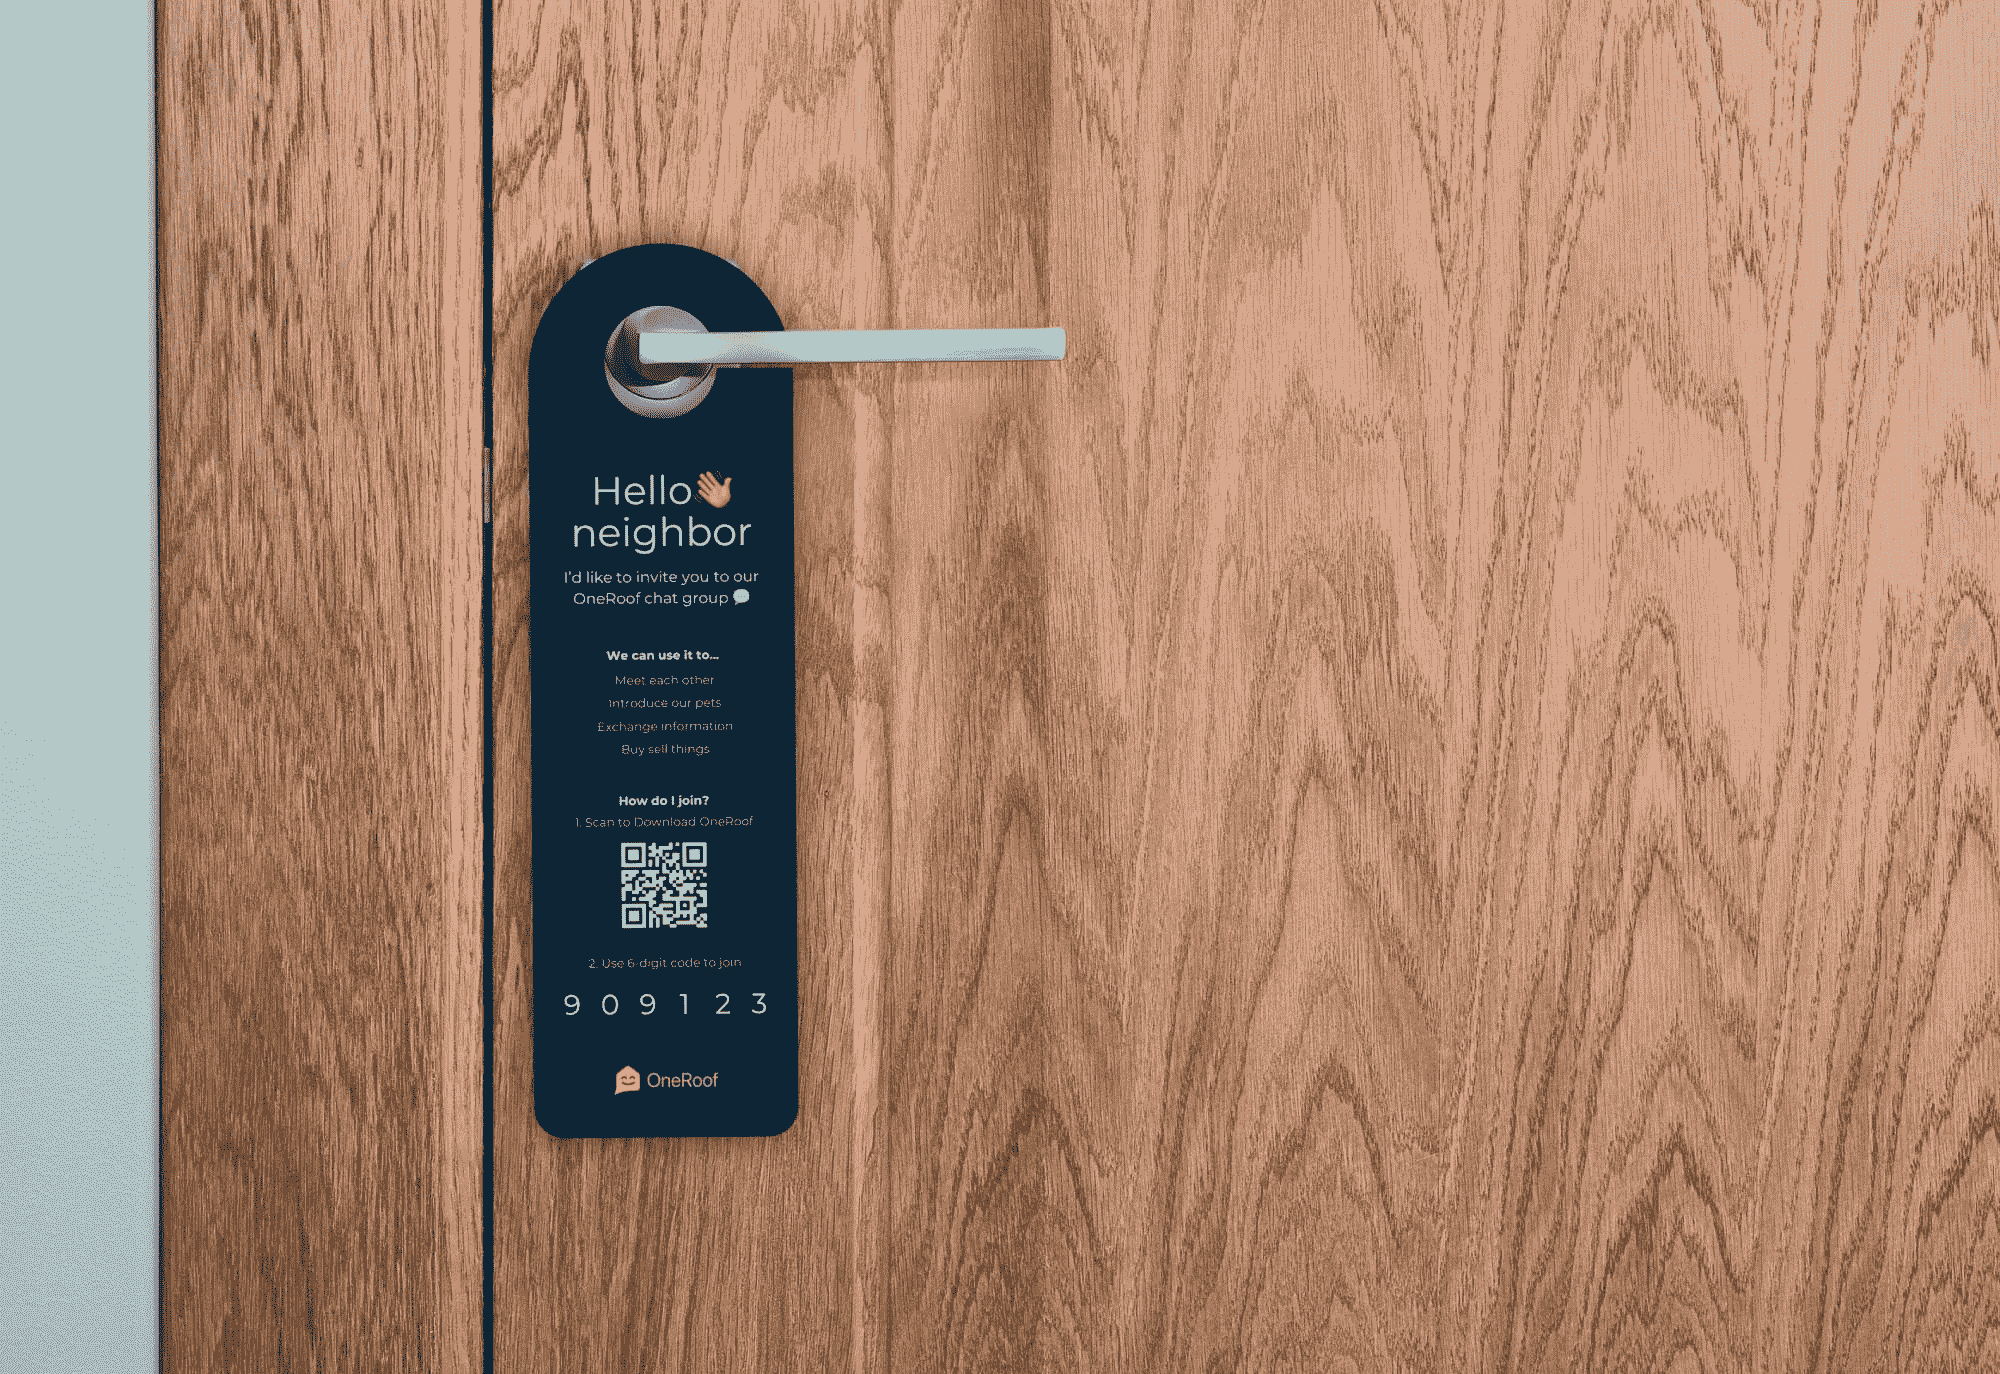 Hello👋
neighbor
I'd like to invite you to our
OneRoof chat group 💬
We can use it to...
Meet each other
Introduce our pets
Exchange information
Buy sell things
How do I join?
1. Scan to Download OneRoof
2. Use 6-digit code to join
9 0 9 1 2 3
OneRoof